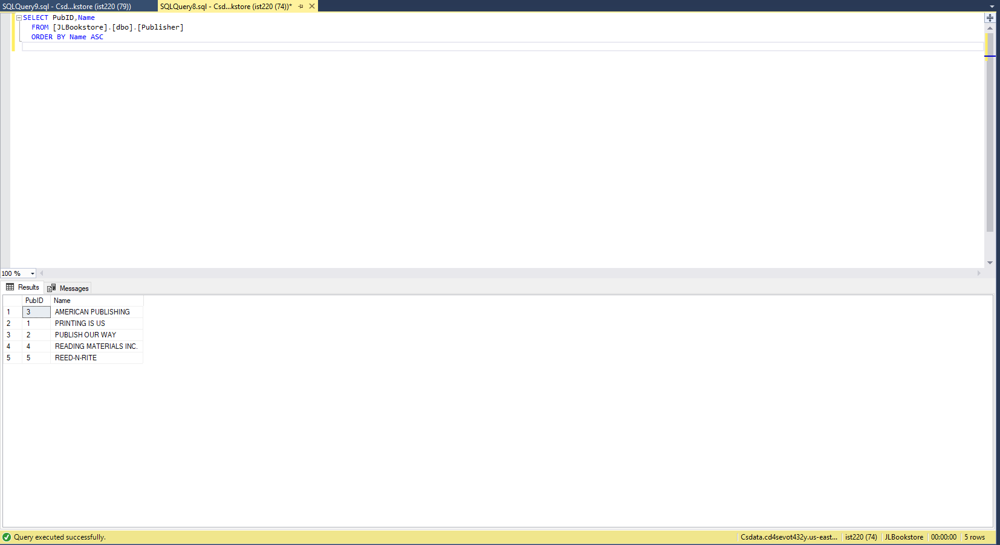 SQLQuery9.sql - Csd...kstore (ist220 (79)) SQLQuery8.sql - Csd...kstore (ist220 (74))*
SELECT PubID,Name
FROM [JLBookstore].[dbo].[Publisher]
ORDER BY Name ASC
100 %
Results Messages
PubID Name
1 3 AMERICAN PUBLISHING
2 1 PRINTING IS US
3 2 PUBLISH OUR WAY
4 4 READING MATERIALS INC.
5 5 REED-N-RITE
Query executed successfully. Csdata.cd4sevot432y.us-east... ist220 (74) JLBookstore 00:00:00 5 rows